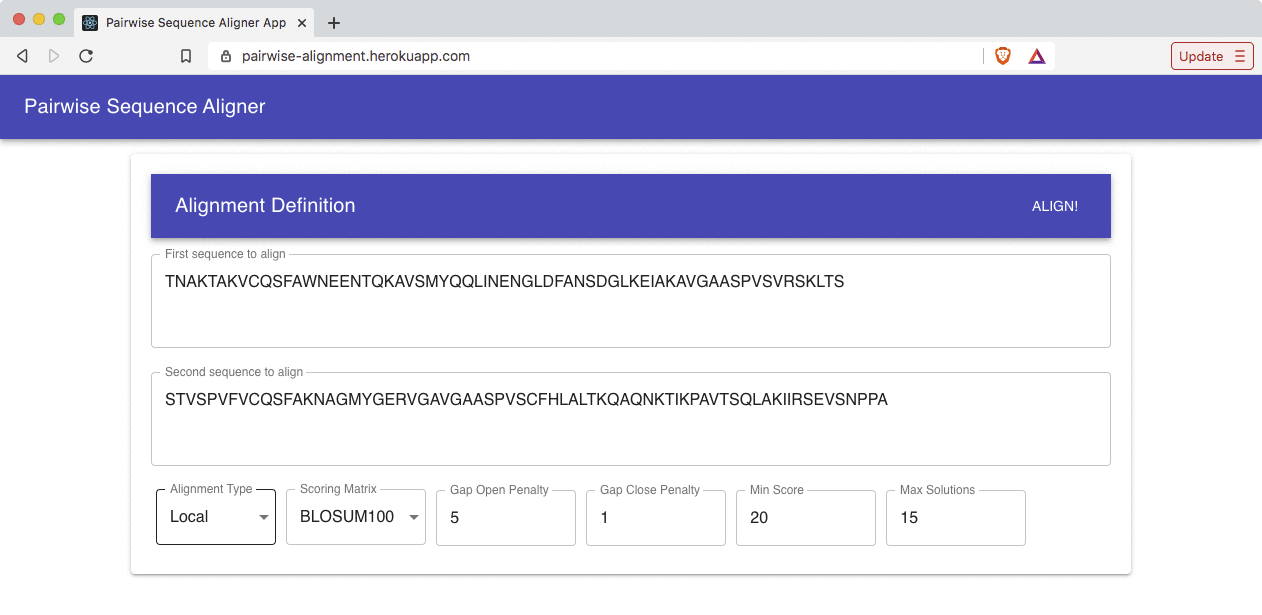 Pairwise Sequence Aligner App
pairwise-alignment.herokuapp.com
Update
Pairwise Sequence Aligner
Alignment Definition
ALIGN!
First sequence to align
TNAKTAKVCQSFAWNEENTQKAVSMYQQLINENGLDFANSDGLKEIAKAVGAASPVSVRSKLTS
Second sequence to align
STVSPVFVCQSFAKNAGMYGERVGAVGAASPVSCFHLALTKQAQNKTIKPAVTSQLAKIIRSEVSNPPA
Alignment Type
Scoring Matrix
Gap Open Penalty
Gap Close Penalty
Min Score
Max Solutions
Local
BLOSUM100
5
1
20
15